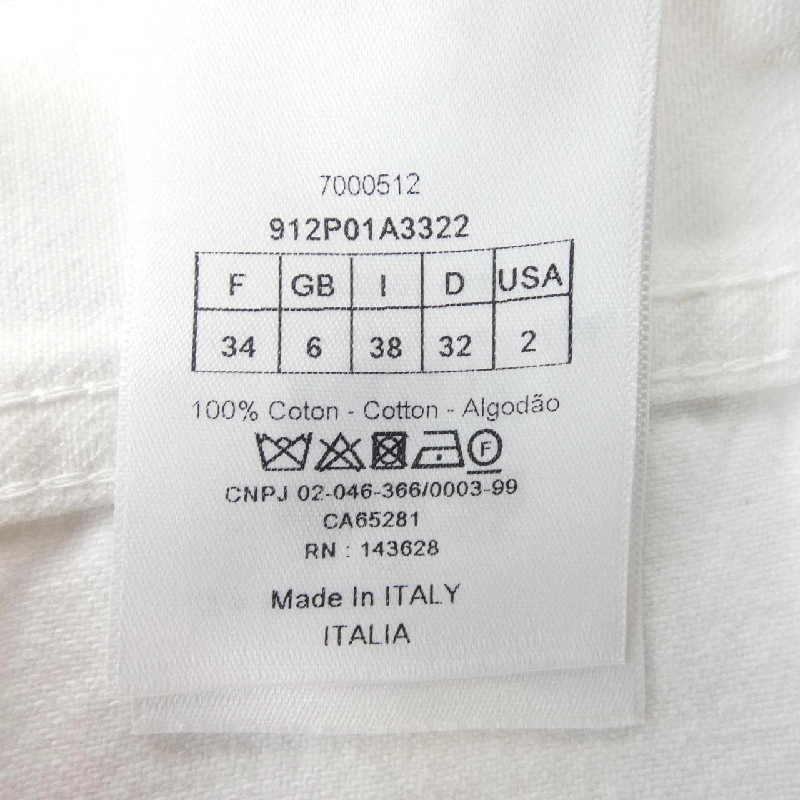 7000512
912P01A3322
F GB I D USA
34 6 38 32 2
100% Coton - Cotton - Algodão
F
CNPJ 02-046-366/0003-99
CA65281
RN : 143628
Made In ITALY
ITALIA